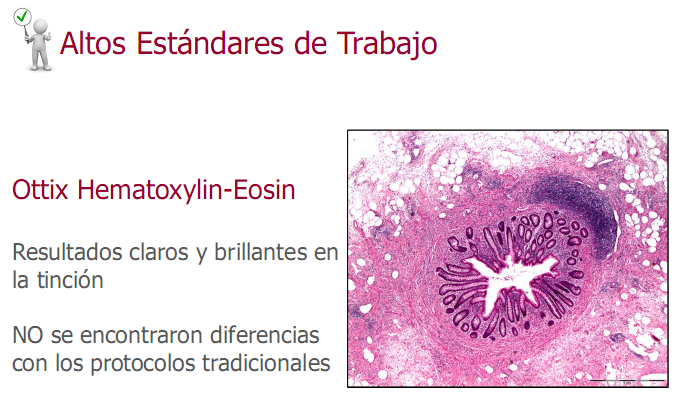 Altos Estándares de Trabajo
Ottix Hematoxylin-Eosin
Resultados claros y brillantes en
la tinción
NO se encontraron diferencias
con los protocolos tradicionales